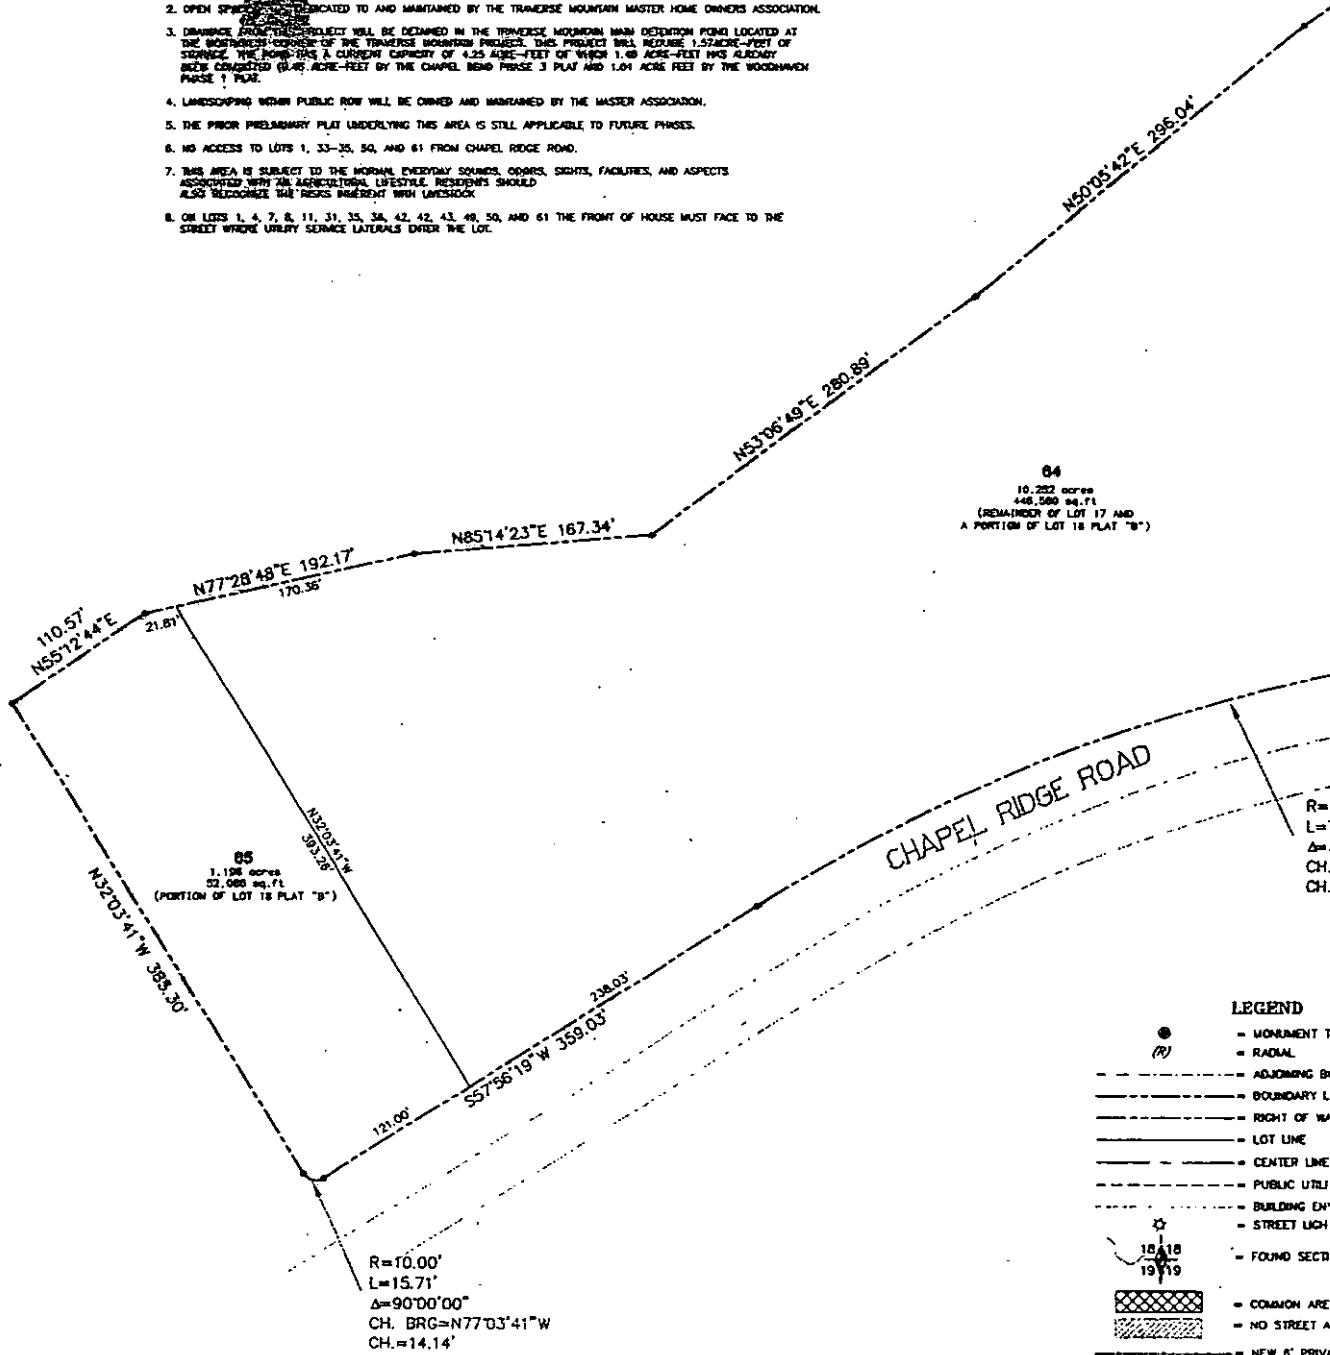 2. OPEN DEDICATED TO AND MAINTAINED BY THE TRAVERSE MOUNTAIN MASTER HOME OWNERS ASSOCIATION.
3. DRAINAGE FROM THIS PROJECT WILL BE DETAINED IN THE TRAVERSE MOUNTAIN MAIN DETENTION POND LOCATED AT
THE CORNER OF THE TRAVERSE MOUNTAIN PROJECT. THIS PROJECT WILL REQUIRE 1.57ACRE-FEET OF
STORAGE. THE POND HAS A CURRENT CAPACITY OF 4.25 ACRE-FEET OF WHICH ACRE-FEET HAS ALREADY
BEEN ACRE-FEET BY THE CHAPEL BEND PHASE 3 PLAT AND 1.04 ACRE FEET BY THE WOODHAVEN
PHASE 1 PLAT.
4. LANDSCAPING WITHIN PUBLIC ROW WILL BE OWNED AND MAINTAINED BY THE MASTER ASSOCIATION.
5. THE PRIOR PRELIMINARY PLAT UNDERLYING THIS AREA IS STILL APPLICABLE TO FUTURE PHASES.
6. NO ACCESS TO LOTS 1, 33-35, 50, AND 61 FROM CHAPEL RIDGE ROAD.
7. THIS AREA IS SUBJECT TO THE NORMAL EVERYDAY SOUNDS, ODORS, SIGHTS, FACILITIES, AND ASPECTS
ASSOCIATED WITH AN AGRICULTURAL LIFESTYLE. RESIDENTS SHOULD
ALSO RECOGNIZE THE RISKS INHERENT WITH LIVESTOCK
8. ON LOTS 1, 4, 7, 8, 11, 31, 35, 42, 42, 43, 49, 50, AND 61 THE FRONT OF HOUSE MUST FACE TO THE
STREET WHERE UTILITY SERVICE LATERALS ENTER THE LOT.
N50°05'42"E 296.04'
N53°06'49"E 280.89'
64
10.252 acres
sq.ft
(REMAINDER OF LOT 17 AND
A PORTION OF LOT 18 PLAT "B")
N85°14'23"E 167.34'
N77°28'48"E 192.17'
170.36'
21.81'
110.57'
N55°12'44"E
N32°03'41"W
393.26'
65
1.196 acres
sq.ft
(PORTION OF LOT 18 PLAT "B")
N32°03'41"W 385.30'
CHAPEL RIDGE ROAD
R=
L=
Δ=
CH.
CH.
238.03'
S57°56'19"W 359.03'
121.00'
R=10.00'
L=15.71'
Δ=90°00'00"
CH. BRG=N77°03'41"W
CH.=14.14'
LEGEND
= MONUMENT T
(R) = RADIAL
= ADJOINING B
= BOUNDARY L
= RIGHT OF WA
= LOT LINE
= CENTER LINE
= PUBLIC UTILI
= BUILDING EN
= STREET LIGH
18 18
19 19
= FOUND SECTI
= COMMON ARE
= NO STREET A
= NEW 6' PRIVA